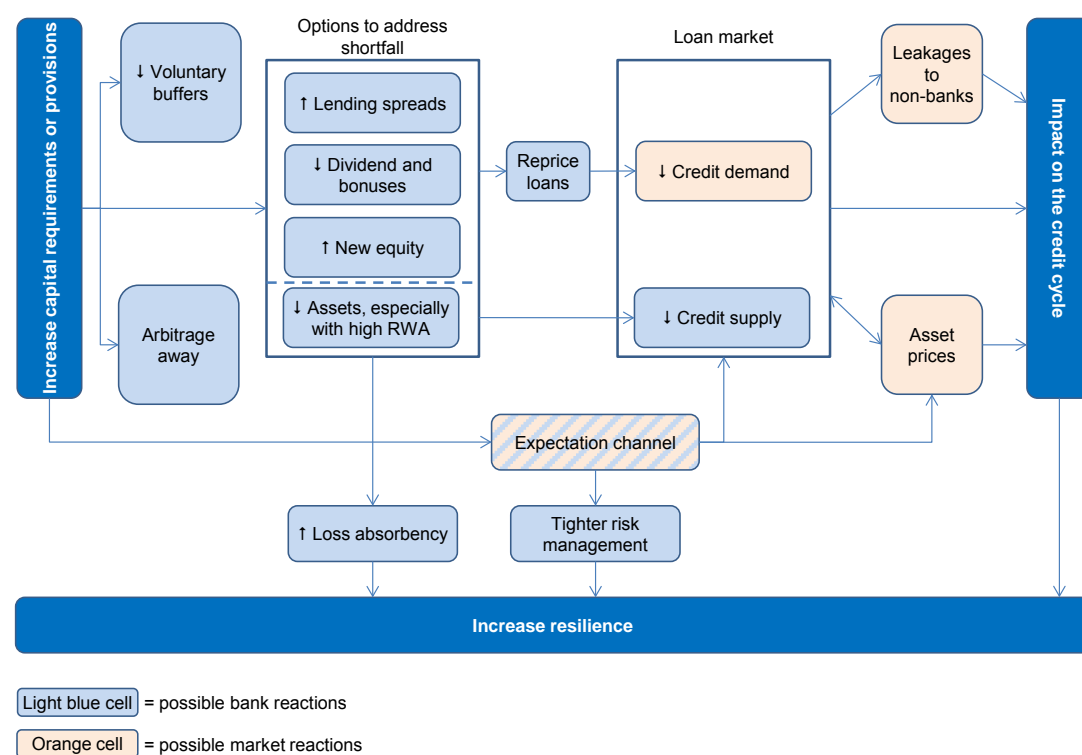 Increase capital requirements or provisions
↓ Voluntary
buffers
Arbitrage
away
Options to address
shortfall
↑ Lending spreads
↓ Dividend and
bonuses
↑ New equity
↓ Assets, especially
with high RWA
Reprice
loans
Loan market
↓ Credit demand
↓ Credit supply
Leakages
to
non-banks
Asset
prices
Impact on the credit cycle
Expectation channel
↑ Loss absorbency
Tighter risk
management
Increase resilience
Light blue cell = possible bank reactions
Orange cell = possible market reactions